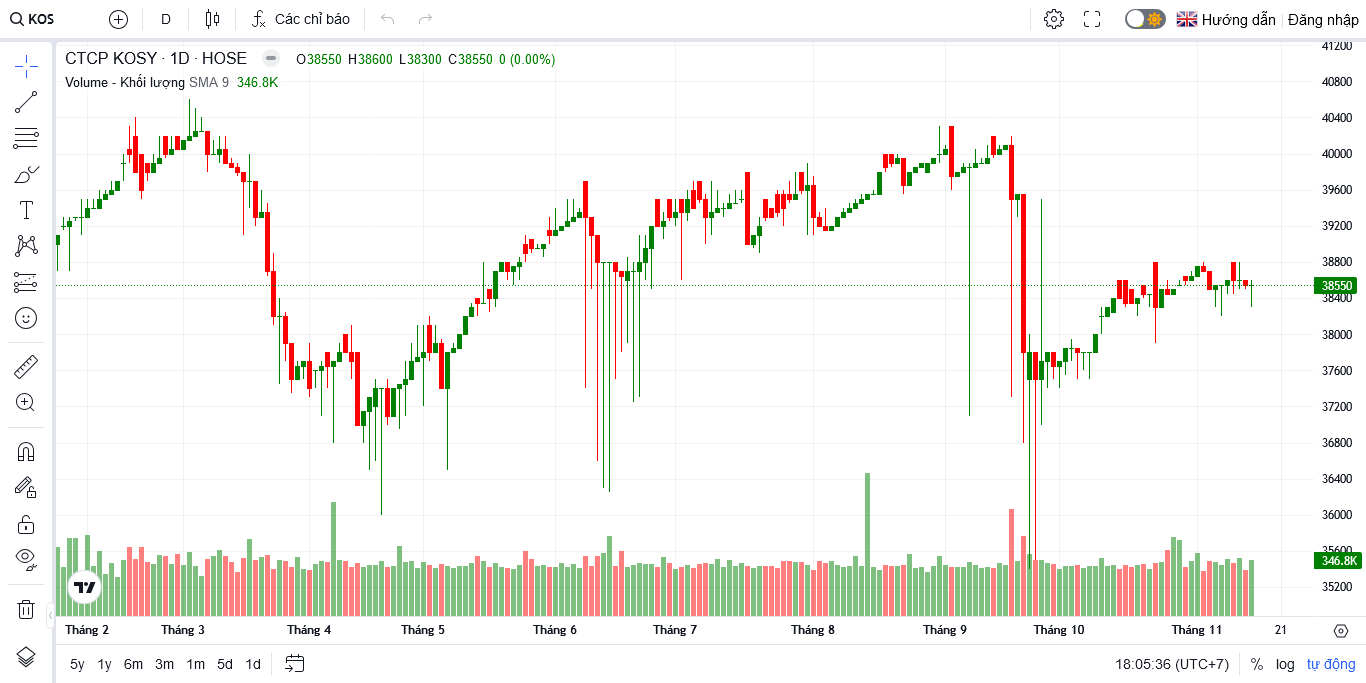 KOS D Các chỉ báo Hướng dẫn Đăng nhập
CTCP KOSY · 1D · HOSE O38550 H38600 L38300 C38550 0 (0.00%)
Volume - Khối lượng SMA 9 346.8K
41200
40800
40400
40000
39600
39200
38800
38550
38400
38000
37600
37200
36800
36400
36000
35600
346.8K
35200
Tháng 2 Tháng 3 Tháng 4 Tháng 5 Tháng 6 Tháng 7 Tháng 8 Tháng 9 Tháng 10 Tháng 11 21
5y 1y 6m 3m 1m 5d 1d 18:05:36 (UTC+7) % log tự động